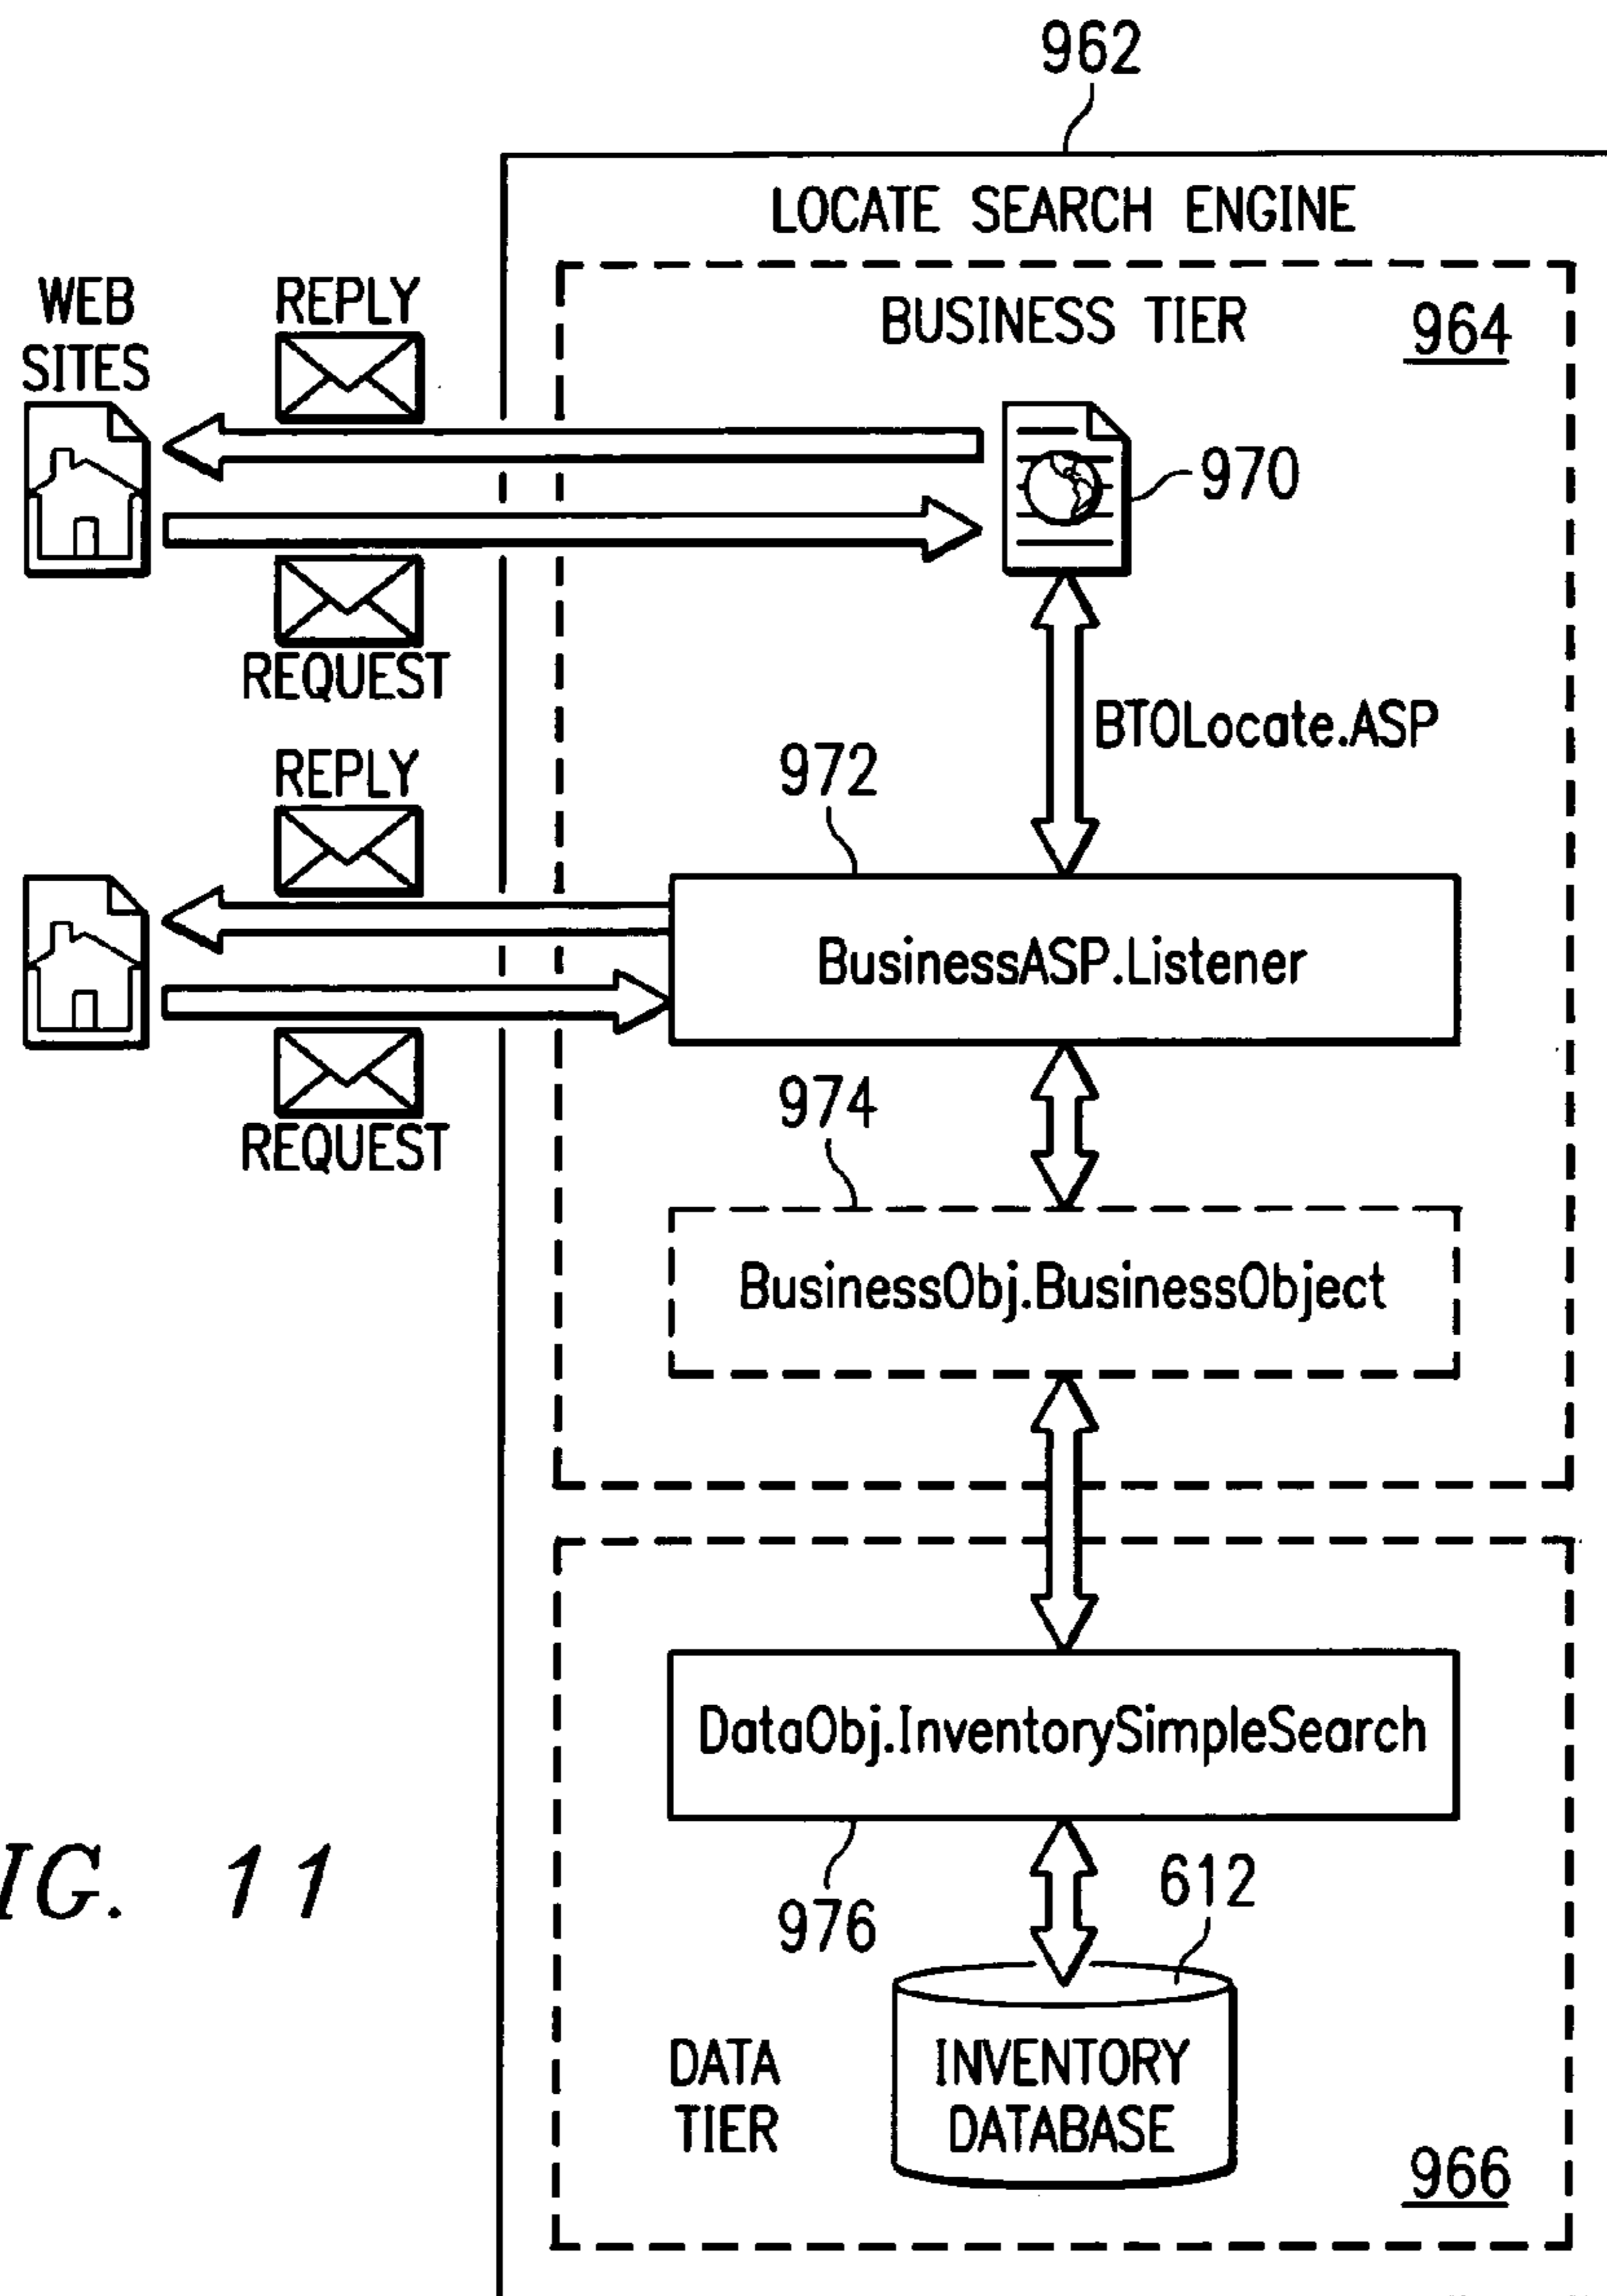 962
LOCATE SEARCH ENGINE
WEB
SITES
REPLY
BUSINESS TIER
964
970
REQUEST
BTOLocate.ASP
REPLY
972
BusinessASP.Listener
974
REQUEST
BusinessObj.BusinessObject
DataObj.InventorySimpleSearch
IG. 11
976
612
DATA
TIER
INVENTORY
DATABASE
966